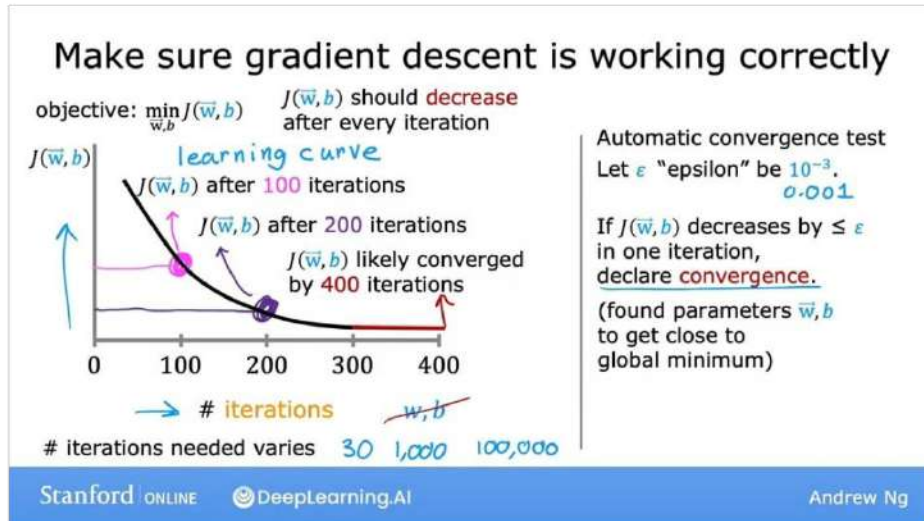 Make sure gradient descent is working correctly
objective: min J(w⃗, b)
w⃗,b
J(w⃗, b) should decrease
after every iteration
J(w⃗, b)
learning curve
J(w⃗, b) after 100 iterations
J(w⃗, b) after 200 iterations
J(w⃗, b) likely converged
by 400 iterations
0 100 200 300 400
# iterations
w, b
# iterations needed varies 30 1,000 100,000
Automatic convergence test
Let ε "epsilon" be 10⁻³.
0.001
If J(w⃗, b) decreases by ≤ ε
in one iteration,
declare convergence.
(found parameters w⃗, b
to get close to
global minimum)
Stanford ONLINE DeepLearning.AI Andrew Ng